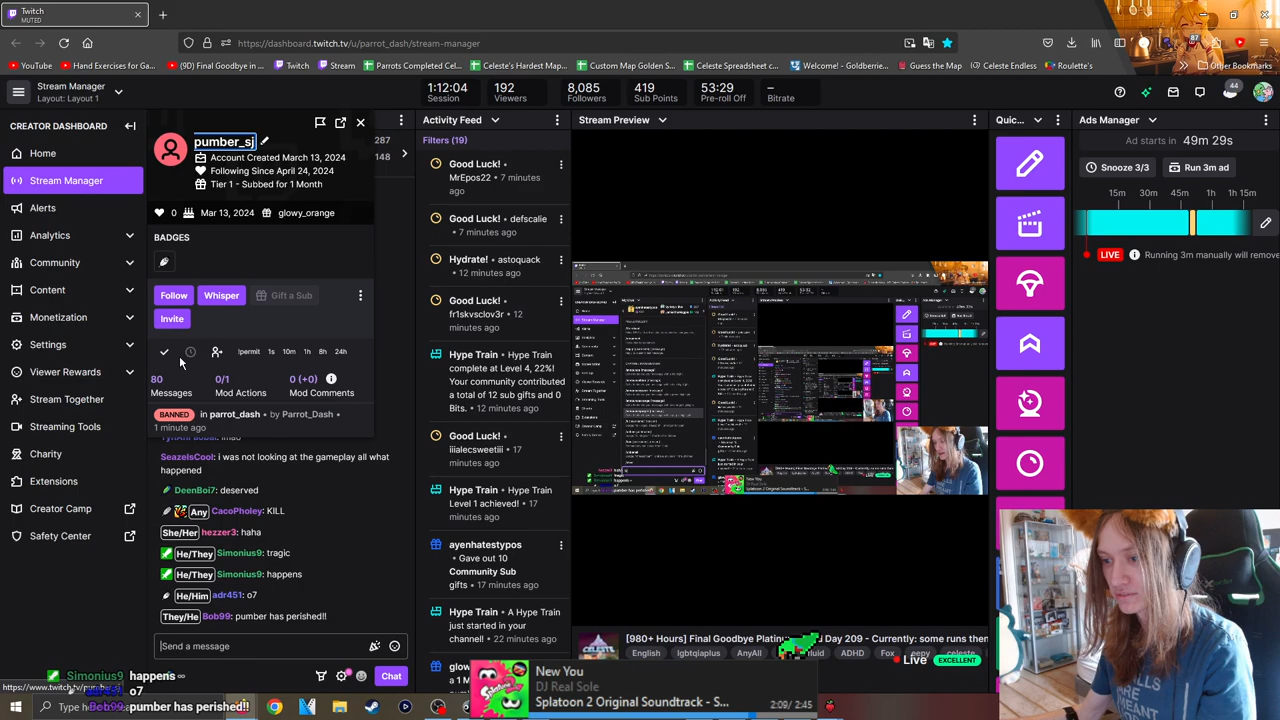 Twitch
MUTED
https://dashboard.twitch.tv/u/parrot_dash/stream-manager
87
YouTube
Hand Exercises for Ga...
(9D) Final Goodbye in ...
Twitch
Stream
Parrots Completed Cel...
Celeste's Hardest Map...
Custom Map Golden S...
Celeste Spreadsheet c...
Welcome! - Goldberrie...
Guess the Map
Celeste Endless
Roulette's
Other Bookmarks
Stream Manager
Layout: Layout 1
1:12:04
Session
192
Viewers
8,085
Followers
419
Sub Points
53:29
Pre-roll Off
–
Bitrate
44
CREATOR DASHBOARD
Home
Stream Manager
Alerts
Analytics
Community
Content
Monetization
Settings
Viewer Rewards
Stream Together
Streaming Tools
Charity
Extensions
Creator Camp
Safety Center
pumber_sj
Account Created March 13, 2024
Following Since April 24, 2024
Tier 1 - Subbed for 1 Month
0
Mar 13, 2024
glowy_orange
BADGES
Follow
Whisper
Gift a Sub
Invite
!permit
1s
10m
1h
8h
24h
80
Messages
0/1
Mod Actions
0 (+0)
Mod Comments
BANNED in parrot_dash • by Parrot_Dash •
1 minute ago
287
148
SeazeIsCool: i was not looking at the gameplay all what
happened
DeenBoi7: deserved
Any CacoPholey: KILL
She/Her hezzer3: haha
He/They Simonius9: tragic
He/They Simonius9: happens
He/Him adr451: o7
They/He Bob99: pumber has perished!!
Send a message
Chat
Activity Feed
Filters (19)
Good Luck!
MrEpos22 • 7 minutes
ago
Good Luck! • defscalie
• 7 minutes ago
Hydrate! • astoquack
• 12 minutes ago
Good Luck! •
frankrsclov3r •
12 minutes ago
Hype Train
complete at Level 4, 22%!
Your community contributed
a total of 12 sub gifts and 0
bits •
12 minutes ago
Good Luck! •
iiialecsweetiii •
17 minutes ago
Hype Train • Hype Train
Level 1 achieved! •
17 minutes ago
ayenhatestypos
• Gave out 10
Community Sub
gifts • 17 minutes ago
Hype Train • A Hype Train
just started in your
channel! •
22 minutes ago
Stream Preview
[980+ Hours] Final Goodbye Platin
Day 209 - Currently: some runs then
English
lgbtqiaplus
AnyAll
ADHD
Fox
eepy
celeste
Live
EXCELLENT
Quic...
Ads Manager
Ad starts in 49m 29s
Snooze 3/3
Run 3m ad
15m
30m
45m
1h
1h 15m
LIVE
Running 3m manually will remove
Simonius9: happens
adr451: o7
Bob99: pumber has perished!!
New You
DJ Real Sole
Splatoon 2 Original Soundtrack - S...
2:09/ 2:45